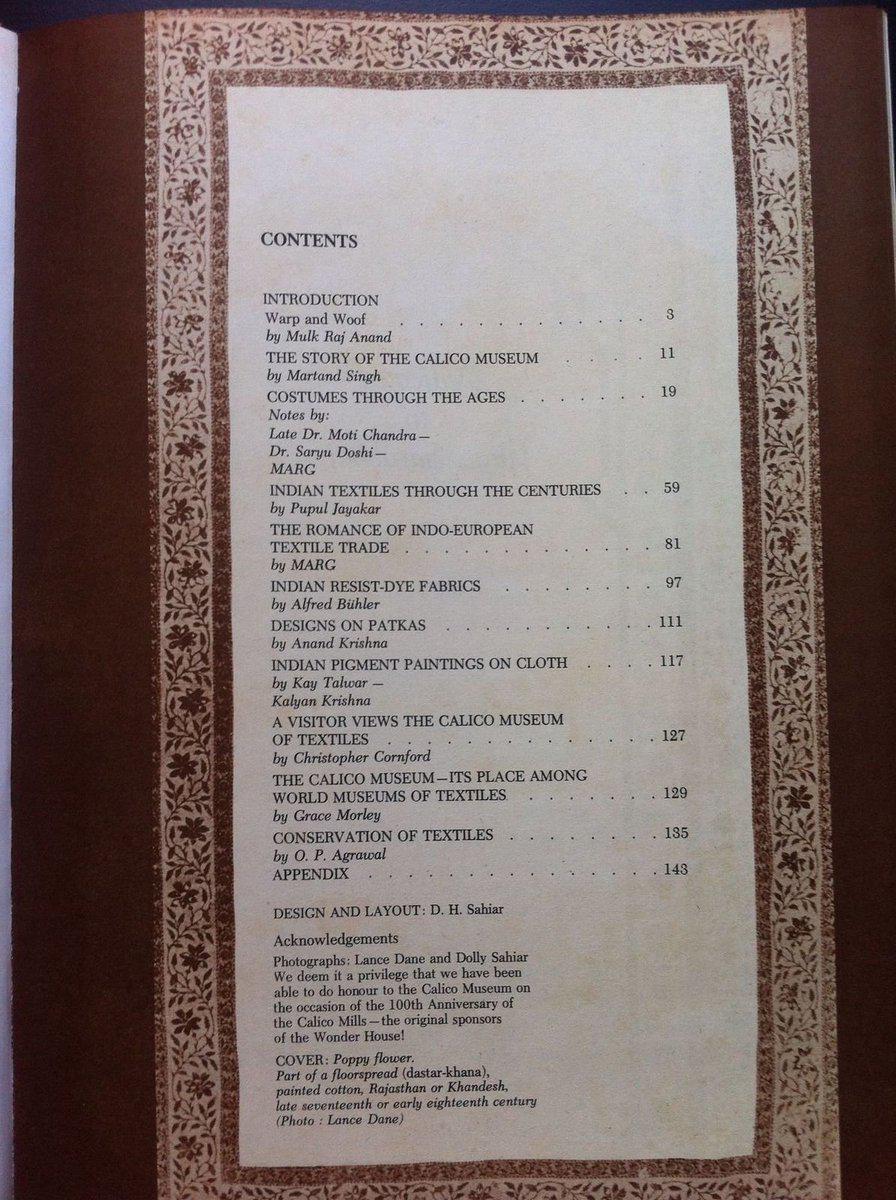 CONTENTS
INTRODUCTION
Warp and Woof . . . . . . . . . . . . . 3
by Mulk Raj Anand
THE STORY OF THE CALICO MUSEUM . . . . 11
by Martand Singh
COSTUMES THROUGH THE AGES . . . . . . . 19
Notes by:
Late Dr. Moti Chandra—
Dr. Saryu Doshi—
MARG
INDIAN TEXTILES THROUGH THE CENTURIES . . 59
by Pupul Jayakar
THE ROMANCE OF INDO-EUROPEAN
TEXTILE TRADE . . . . . . . . . . . . . 81
by MARG
INDIAN RESIST-DYE FABRICS . . . . . . . . 97
by Alfred Bühler
DESIGNS ON PATKAS . . . . . . . . . . . 111
by Anand Krishna
INDIAN PIGMENT PAINTINGS ON CLOTH . . . . 117
by Kay Talwar —
Kalyan Krishna
A VISITOR VIEWS THE CALICO MUSEUM
OF TEXTILES . . . . . . . . . . . . . . 127
by Christopher Cornford
THE CALICO MUSEUM—ITS PLACE AMONG
WORLD MUSEUMS OF TEXTILES . . . . . . . 129
by Grace Morley
CONSERVATION OF TEXTILES . . . . . . . . 135
by O. P. Agrawal
APPENDIX . . . . . . . . . . . . . . . 143
DESIGN AND LAYOUT: D. H. Sahiar
Acknowledgements
Photographs: Lance Dane and Dolly Sahiar
We deem it a privilege that we have been
able to do honour to the Calico Museum on
the occasion of the 100th Anniversary of
the Calico Mills—the original sponsors
of the Wonder House!
COVER: Poppy flower.
Part of a floorspread (dastar-khana),
painted cotton, Rajasthan or Khandesh,
late seventeenth or early eighteenth century
(Photo : Lance Dane)